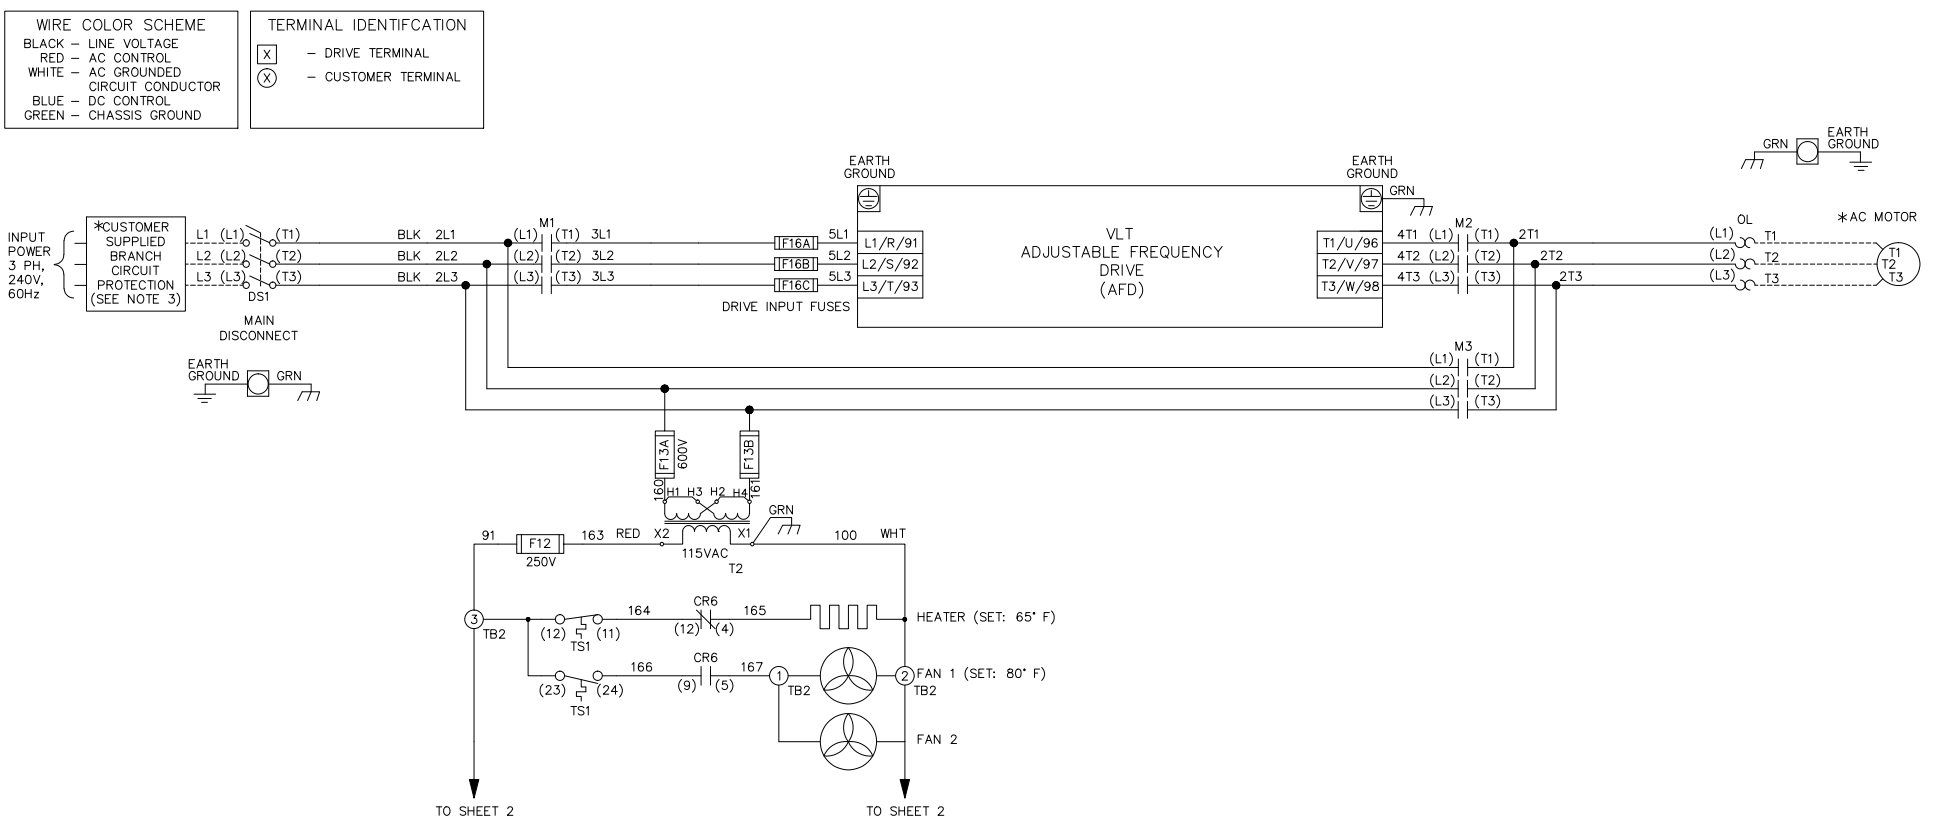 WIRE COLOR SCHEME
BLACK – LINE VOLTAGE
RED – AC CONTROL
WHITE – AC GROUNDED
CIRCUIT CONDUCTOR
BLUE – DC CONTROL
GREEN – CHASSIS GROUND
TERMINAL IDENTIFCATION
X – DRIVE TERMINAL
X – CUSTOMER TERMINAL
INPUT
POWER
3 PH,
240V,
60Hz
*CUSTOMER
SUPPLIED
BRANCH
CIRCUIT
PROTECTION
(SEE NOTE 3)
L1 (L1) (T1) BLK 2L1 (L1) M1 (T1) 3L1 F16A 5L1 L1/R/91
L2 (L2) (T2) BLK 2L2 (L2) (T2) 3L2 F16B 5L2 L2/S/92
L3 (L3) (T3) BLK 2L3 (L3) (T3) 3L3 F16C 5L3 L3/T/93
DS1
MAIN
DISCONNECT
DRIVE INPUT FUSES
EARTH
GROUND
VLT
ADJUSTABLE FREQUENCY
DRIVE
(AFD)
EARTH
GROUND
GRN
T1/U/96 4T1 (L1) M2 (T1) 2T1 (L1) OL T1
T2/V/97 4T2 (L2) (T2) 2T2 (L2) T2
T3/W/98 4T3 (L3) (T3) 2T3 (L3) T3
GRN
EARTH
GROUND
*AC MOTOR
T1
T2
T3
EARTH
GROUND
GRN
M3
(L1) (T1)
(L2) (T2)
(L3) (T3)
F13A
600V
F13B
160
161
H1 H3 H2 H4
GRN
91 F12 163 RED X2 X1 100 WHT
250V
115VAC
T2
3
TB2
164 CR6 165
(12) (11) (12) (4)
TS1
HEATER (SET: 65° F)
166 CR6 167 1 2 FAN 1 (SET: 80° F)
(23) (24) (9) (5) TB2 TB2
TS1
FAN 2
TO SHEET 2
TO SHEET 2